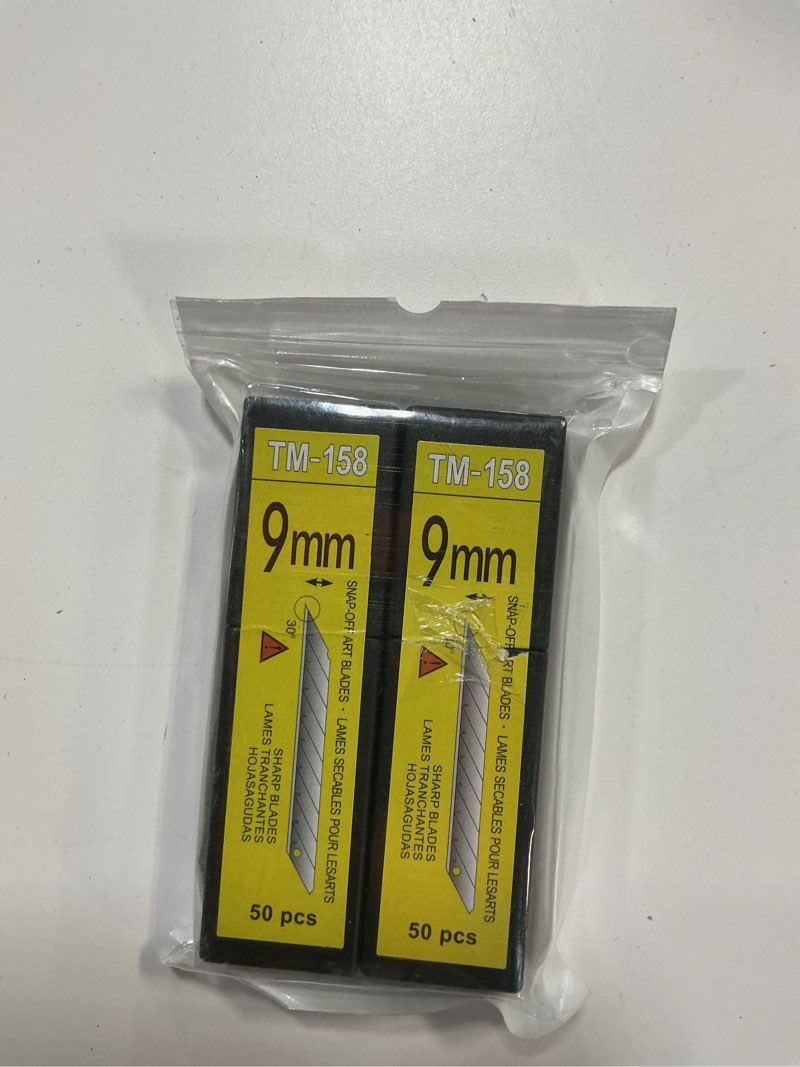 TM-158
9mm
SNAP-OFF ART BLADES · LAMES SECABLES POUR LESARTS
30°
SHARP BLADES
LAMES TRANCHANTES
HOJASAGUDAS
50 pcs
TM-158
9mm
SNAP-OFF ART BLADES · LAMES SECABLES POUR LESARTS
SHARP BLADES
LAMES TRANCHANTES
HOJASAGUDAS
50 pcs